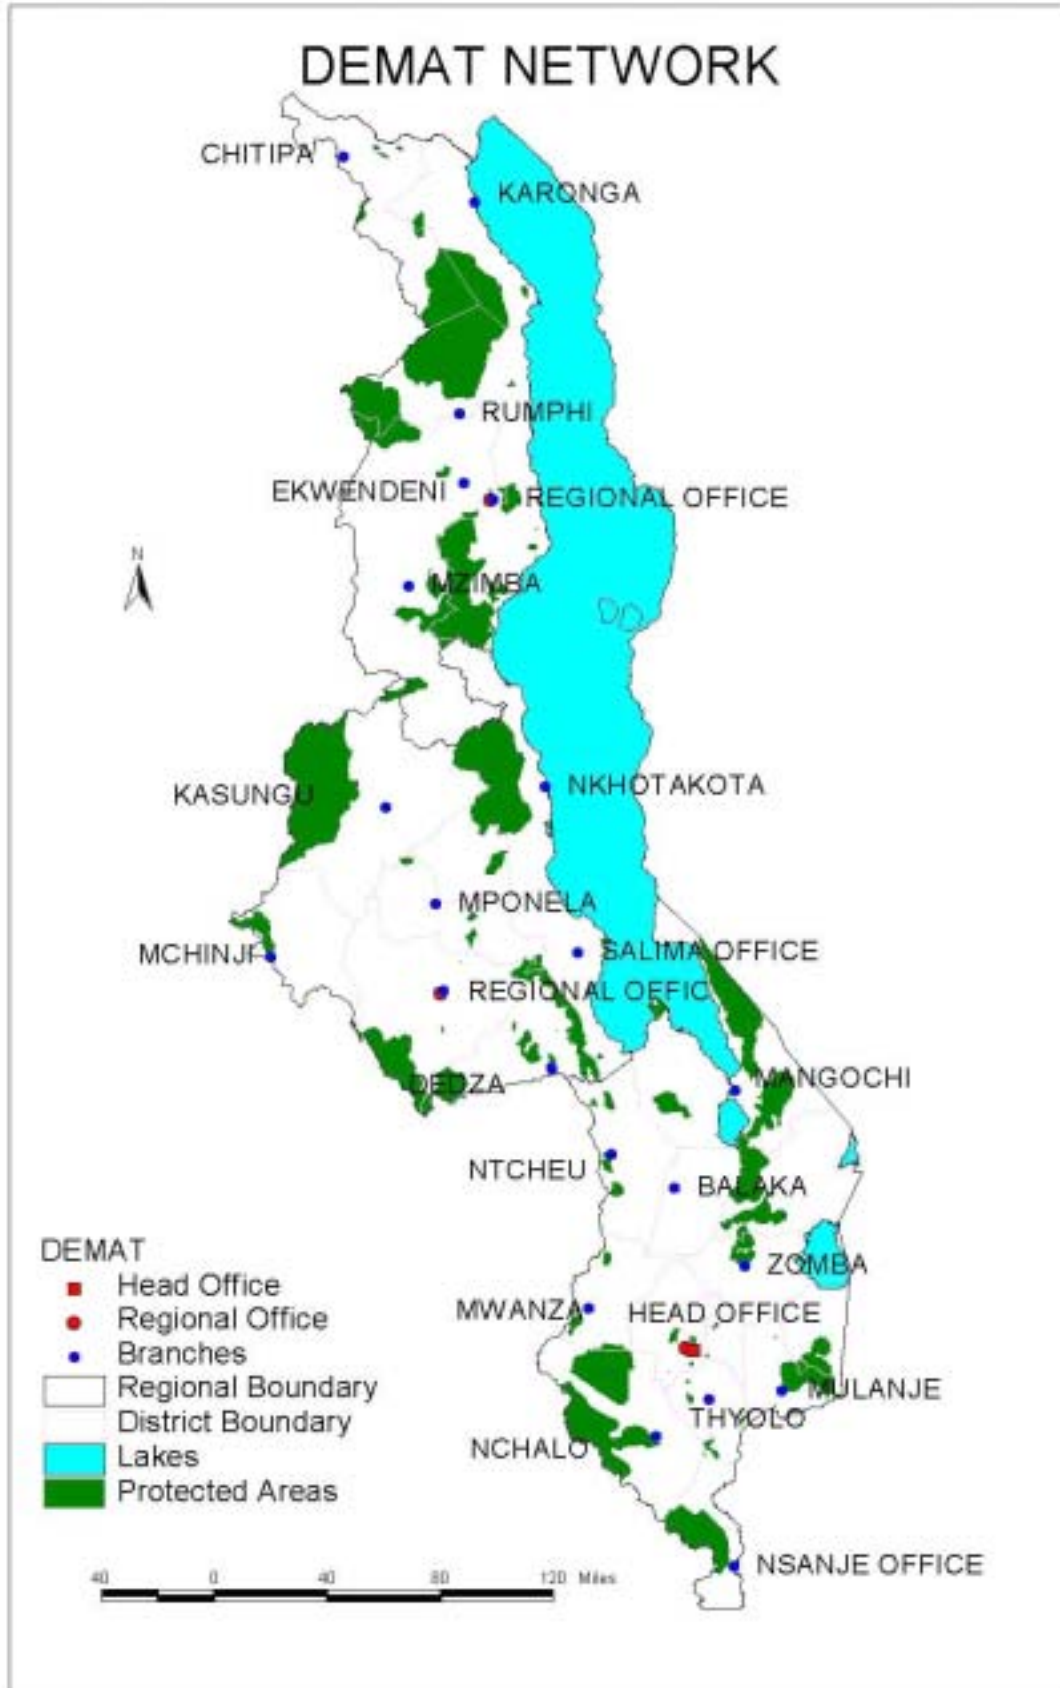 DEMAT NETWORK
CHITIPA
KARONGA
RUMPHI
EKWENDENI
REGIONAL OFFICE
N
MZIMBA
NKHOTAKOTA
KASUNGU
MPONELA
SALIMA OFFICE
MCHINJI
REGIONAL OFFIC
DEDZA
MANGOCHI
NTCHEU
BALAKA
ZOMBA
MWANZA
HEAD OFFICE
MULANJE
THYOLO
NCHALO
NSANJE OFFICE
DEMAT
Head Office
Regional Office
Branches
Regional Boundary
District Boundary
Lakes
Protected Areas
40 0 40 80 120 Miles